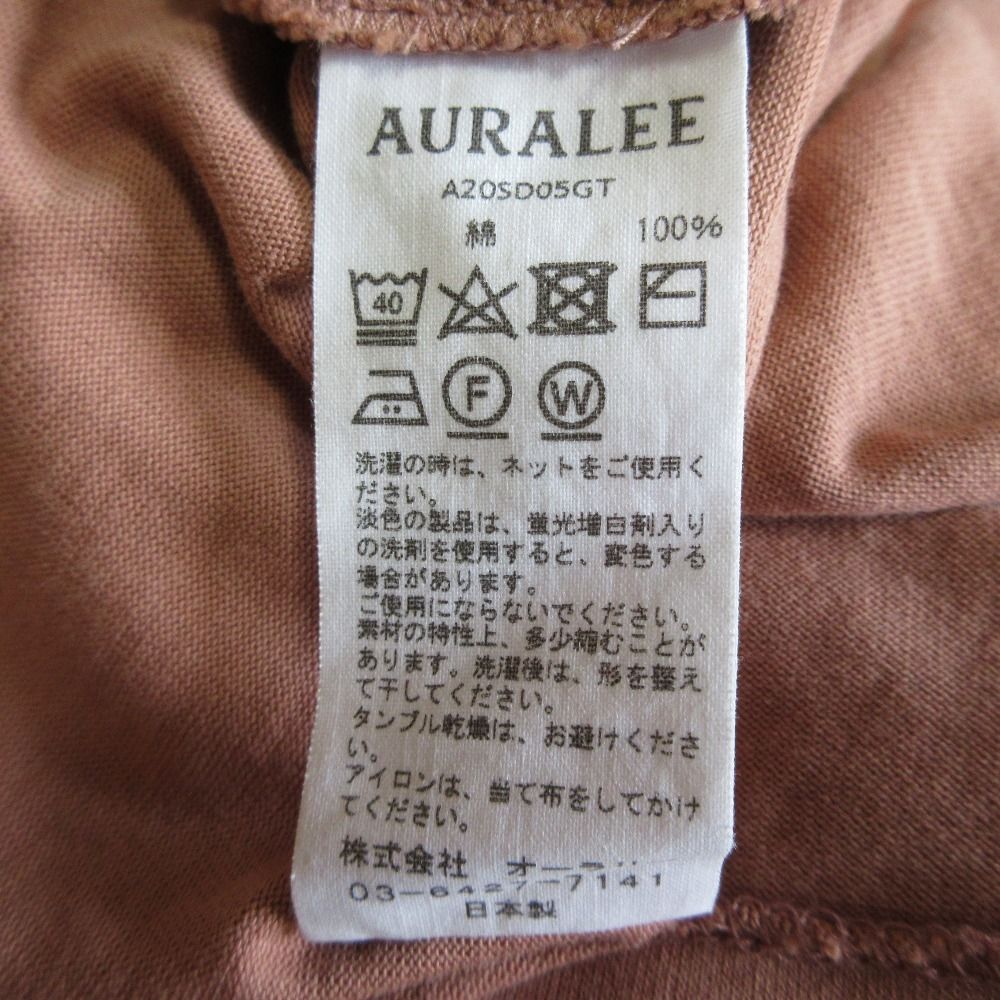 AURALEE
A20SD05GT
綿 100%
40
F W
洗濯の時は、ネットをご使用く
ださい。
淡色の製品は、蛍光増白剤入り
の洗剤を使用すると、変色する
場合があります。
ご使用にならないでください。
素材の特性上、多少縮むことが
あります。洗濯後は、形を整え
て干してください。
タンブル乾燥は、お避けくださ
い。
アイロンは、当て布をしてかけ
てください。
株式会社
03-6427-7141
日本製